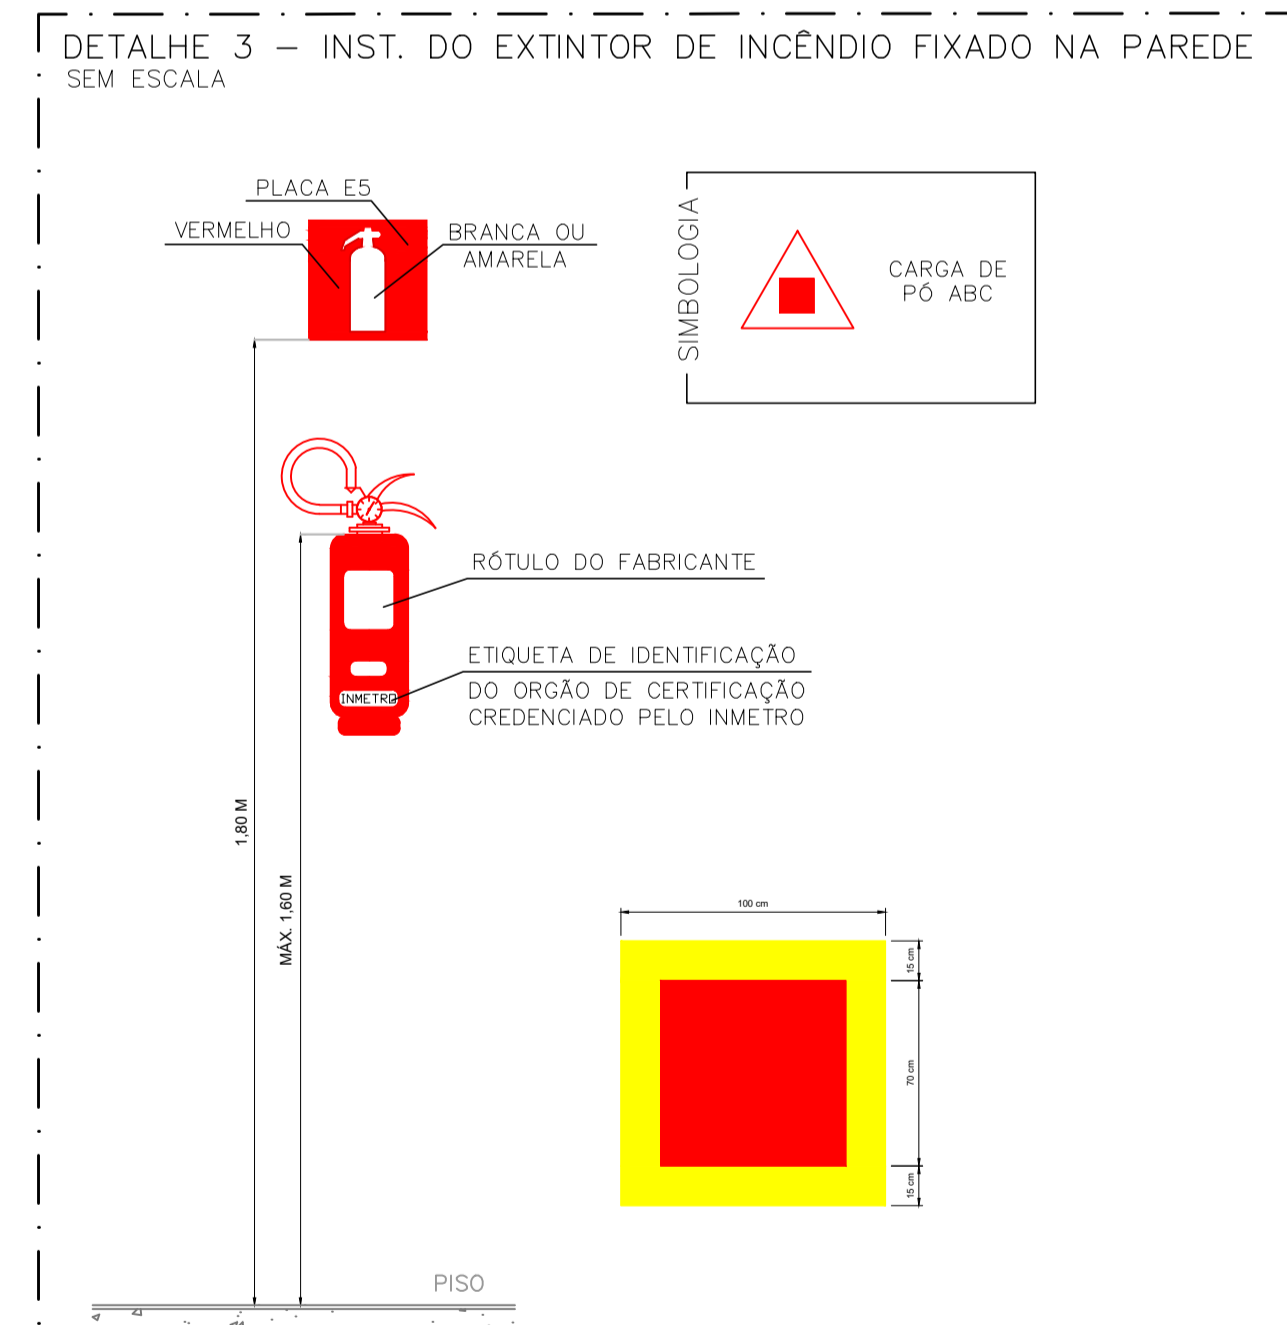 DETALHE 3 – INST. DO EXTINTOR DE INCÊNDIO FIXADO NA PAREDE
SEM ESCALA
PLACA E5
VERMELHO
BRANCA OU
AMARELA
SIMBOLOGIA
CARGA DE
PÓ ABC
RÓTULO DO FABRICANTE
ETIQUETA DE IDENTIFICAÇÃO
DO ORGÃO DE CERTIFICAÇÃO
CREDENCIADO PELO INMETRO
INMETRO
1,80 M
MÁX. 1,60 M
100 cm
15 cm
70 cm
15 cm
PISO